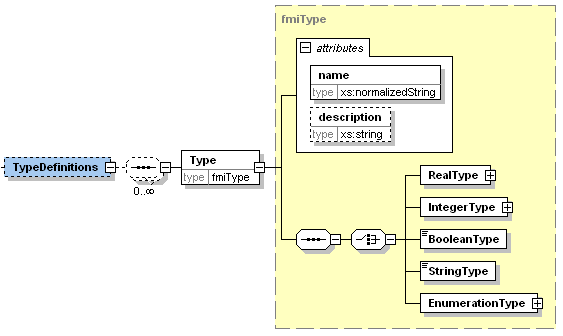 fmiType
attributes
name
type xs:normalizedString
description
type xs:string
TypeDefinitions
0..∞
Type
type fmiType
RealType
IntegerType
BooleanType
StringType
EnumerationType